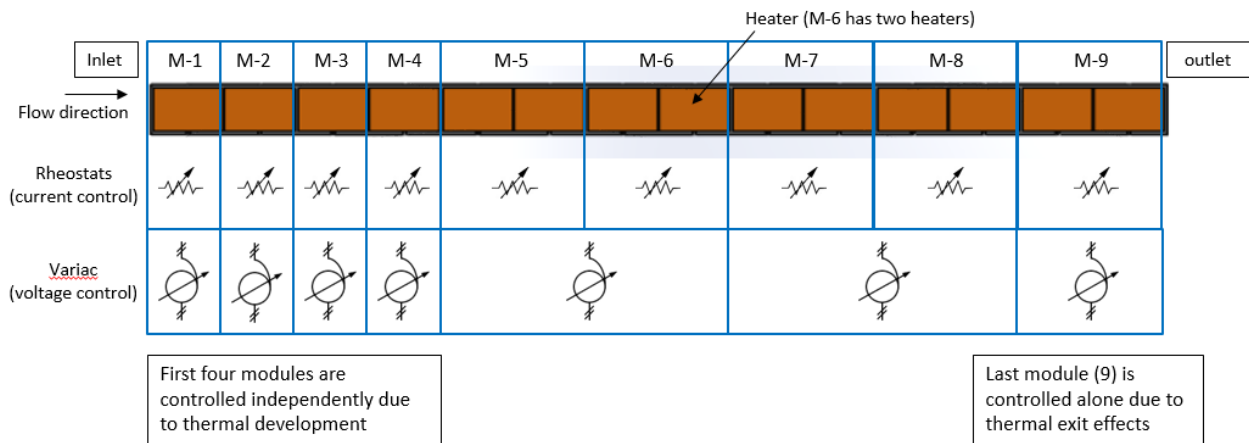 Heater (M-6 has two heaters)
Inlet
M-1
M-2
M-3
M-4
M-5
M-6
M-7
M-8
M-9
outlet
Flow direction
Rheostats
(current control)
Variac
(voltage control)
First four modules are
controlled independently due
to thermal development
Last module (9) is
controlled alone due to
thermal exit effects